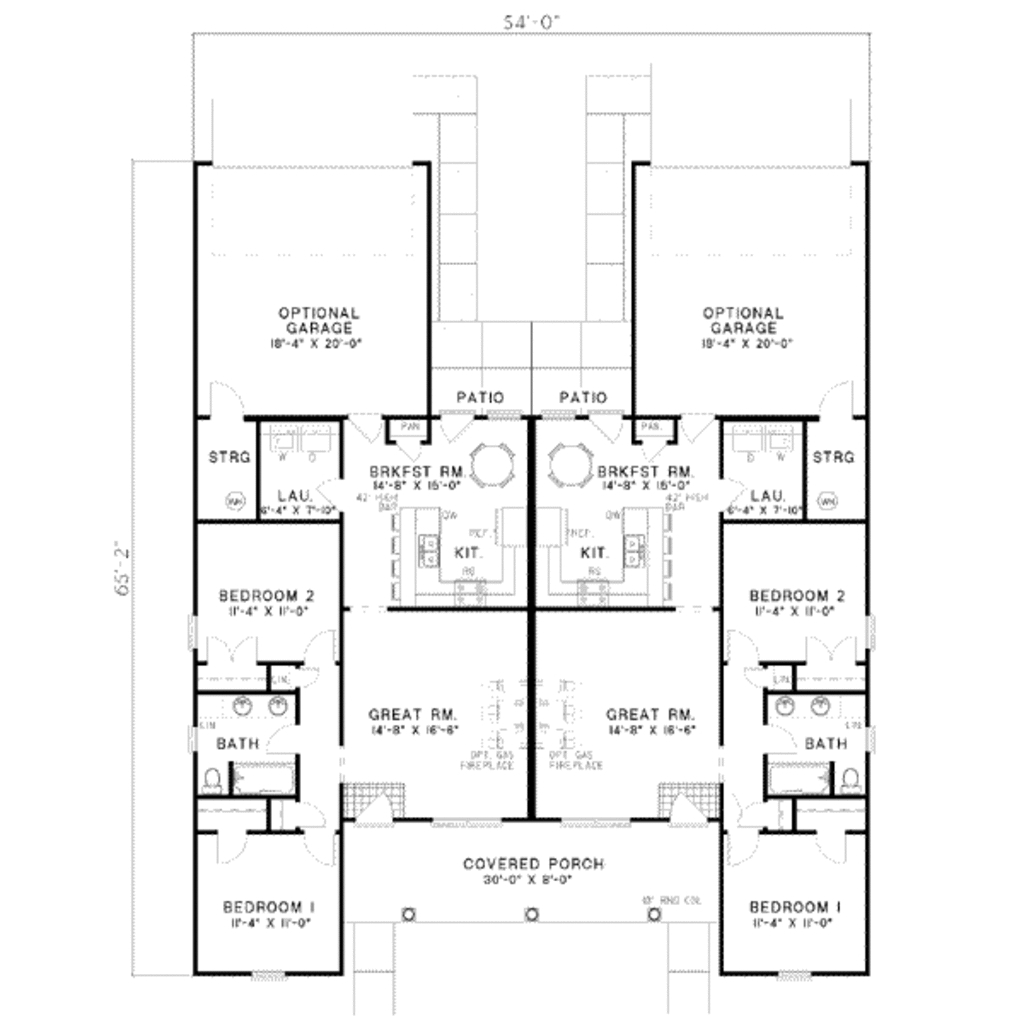 54'-0"
65'-2"
OPTIONAL
GARAGE
18'-4" X 20'-0"
OPTIONAL
GARAGE
18'-4" X 20'-0"
PATIO
PATIO
PAN.
PAN.
STRG
W D
LAU.
6'-4" X 7'-10"
WH
BRKFST RM.
14'-8" X 15'-0"
42" HIGH
BAR
DW
REF.
KIT.
RG
BRKFST RM.
14'-8" X 15'-0"
42" HIGH
BAR
DW
REF.
KIT.
RG
D W
LAU.
6'-4" X 7'-10"
STRG
WH
BEDROOM 2
11'-4" X 11'-0"
BEDROOM 2
11'-4" X 11'-0"
LIN.
LIN.
LIN.
BATH
GREAT RM.
14'-8" X 16'-6"
OPT. GAS
FIREPLACE
GREAT RM.
14'-8" X 16'-6"
OPT. GAS
FIREPLACE
LIN.
BATH
COVERED PORCH
30'-0" X 8'-0"
BEDROOM 1
11'-4" X 11'-0"
BEDROOM 1
11'-4" X 11'-0"